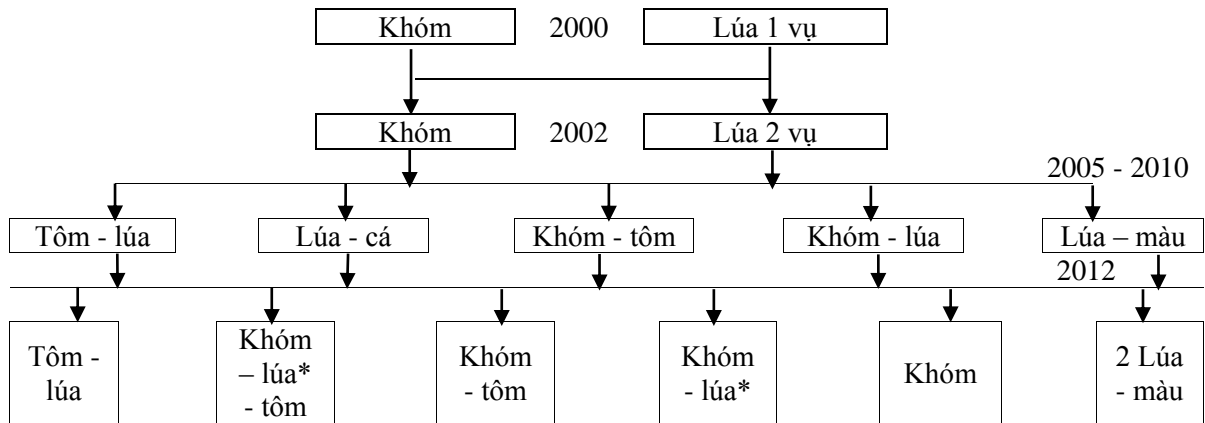 Khóm 2000 Lúa 1 vụ
Khóm 2002 Lúa 2 vụ
2005 - 2010
Tôm - lúa Lúa - cá Khóm - tôm Khóm - lúa Lúa – màu
2012
Tôm -
lúa
Khóm
– lúa*
- tôm
Khóm
- tôm
Khóm
- lúa*
Khóm
2 Lúa
- màu